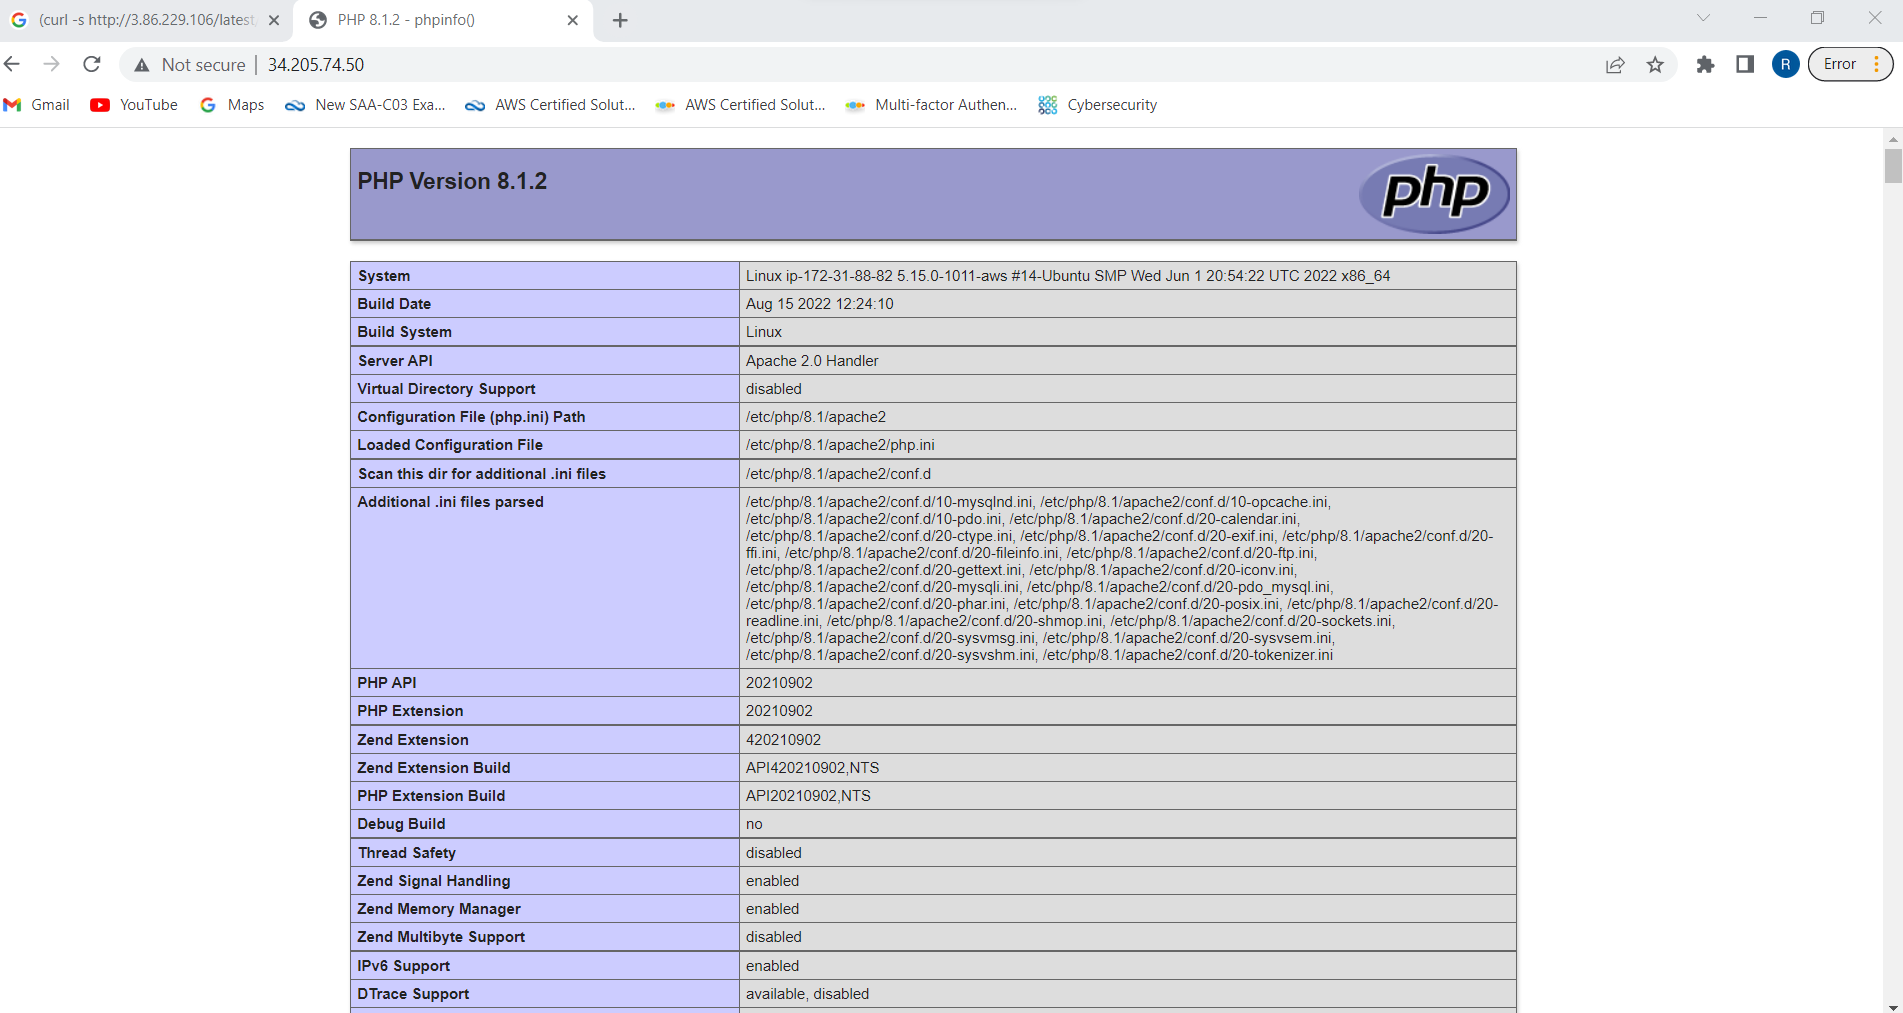 (curl -s http://3.86.229.106/latest
PHP 8.1.2 - phpinfo()
Not secure
34.205.74.50
R
Error
Gmail
YouTube
Maps
New SAA-C03 Exa...
AWS Certified Solut...
AWS Certified Solut...
Multi-factor Authen...
Cybersecurity
PHP Version 8.1.2
php
System
Linux ip-172-31-88-82 5.15.0-1011-aws #14-Ubuntu SMP Wed Jun 1 20:54:22 UTC 2022 x86_64
Build Date
Aug 15 2022 12:24:10
Build System
Linux
Server API
Apache 2.0 Handler
Virtual Directory Support
disabled
Configuration File (php.ini) Path
/etc/php/8.1/apache2
Loaded Configuration File
/etc/php/8.1/apache2/php.ini
Scan this dir for additional .ini files
/etc/php/8.1/apache2/conf.d
Additional .ini files parsed
/etc/php/8.1/apache2/conf.d/10-mysqlnd.ini, /etc/php/8.1/apache2/conf.d/10-opcache.ini,
/etc/php/8.1/apache2/conf.d/10-pdo.ini, /etc/php/8.1/apache2/conf.d/20-calendar.ini,
/etc/php/8.1/apache2/conf.d/20-ctype.ini, /etc/php/8.1/apache2/conf.d/20-exif.ini, /etc/php/8.1/apache2/conf.d/20-
ffi.ini, /etc/php/8.1/apache2/conf.d/20-fileinfo.ini, /etc/php/8.1/apache2/conf.d/20-ftp.ini,
/etc/php/8.1/apache2/conf.d/20-gettext.ini, /etc/php/8.1/apache2/conf.d/20-iconv.ini,
/etc/php/8.1/apache2/conf.d/20-mysqli.ini, /etc/php/8.1/apache2/conf.d/20-pdo_mysql.ini,
/etc/php/8.1/apache2/conf.d/20-phar.ini, /etc/php/8.1/apache2/conf.d/20-posix.ini, /etc/php/8.1/apache2/conf.d/20-
readline.ini, /etc/php/8.1/apache2/conf.d/20-shmop.ini, /etc/php/8.1/apache2/conf.d/20-sockets.ini,
/etc/php/8.1/apache2/conf.d/20-sysvmsg.ini, /etc/php/8.1/apache2/conf.d/20-sysvsem.ini,
/etc/php/8.1/apache2/conf.d/20-sysvshm.ini, /etc/php/8.1/apache2/conf.d/20-tokenizer.ini
PHP API
20210902
PHP Extension
20210902
Zend Extension
420210902
Zend Extension Build
API420210902,NTS
PHP Extension Build
API20210902,NTS
Debug Build
no
Thread Safety
disabled
Zend Signal Handling
enabled
Zend Memory Manager
enabled
Zend Multibyte Support
disabled
IPv6 Support
enabled
DTrace Support
available, disabled